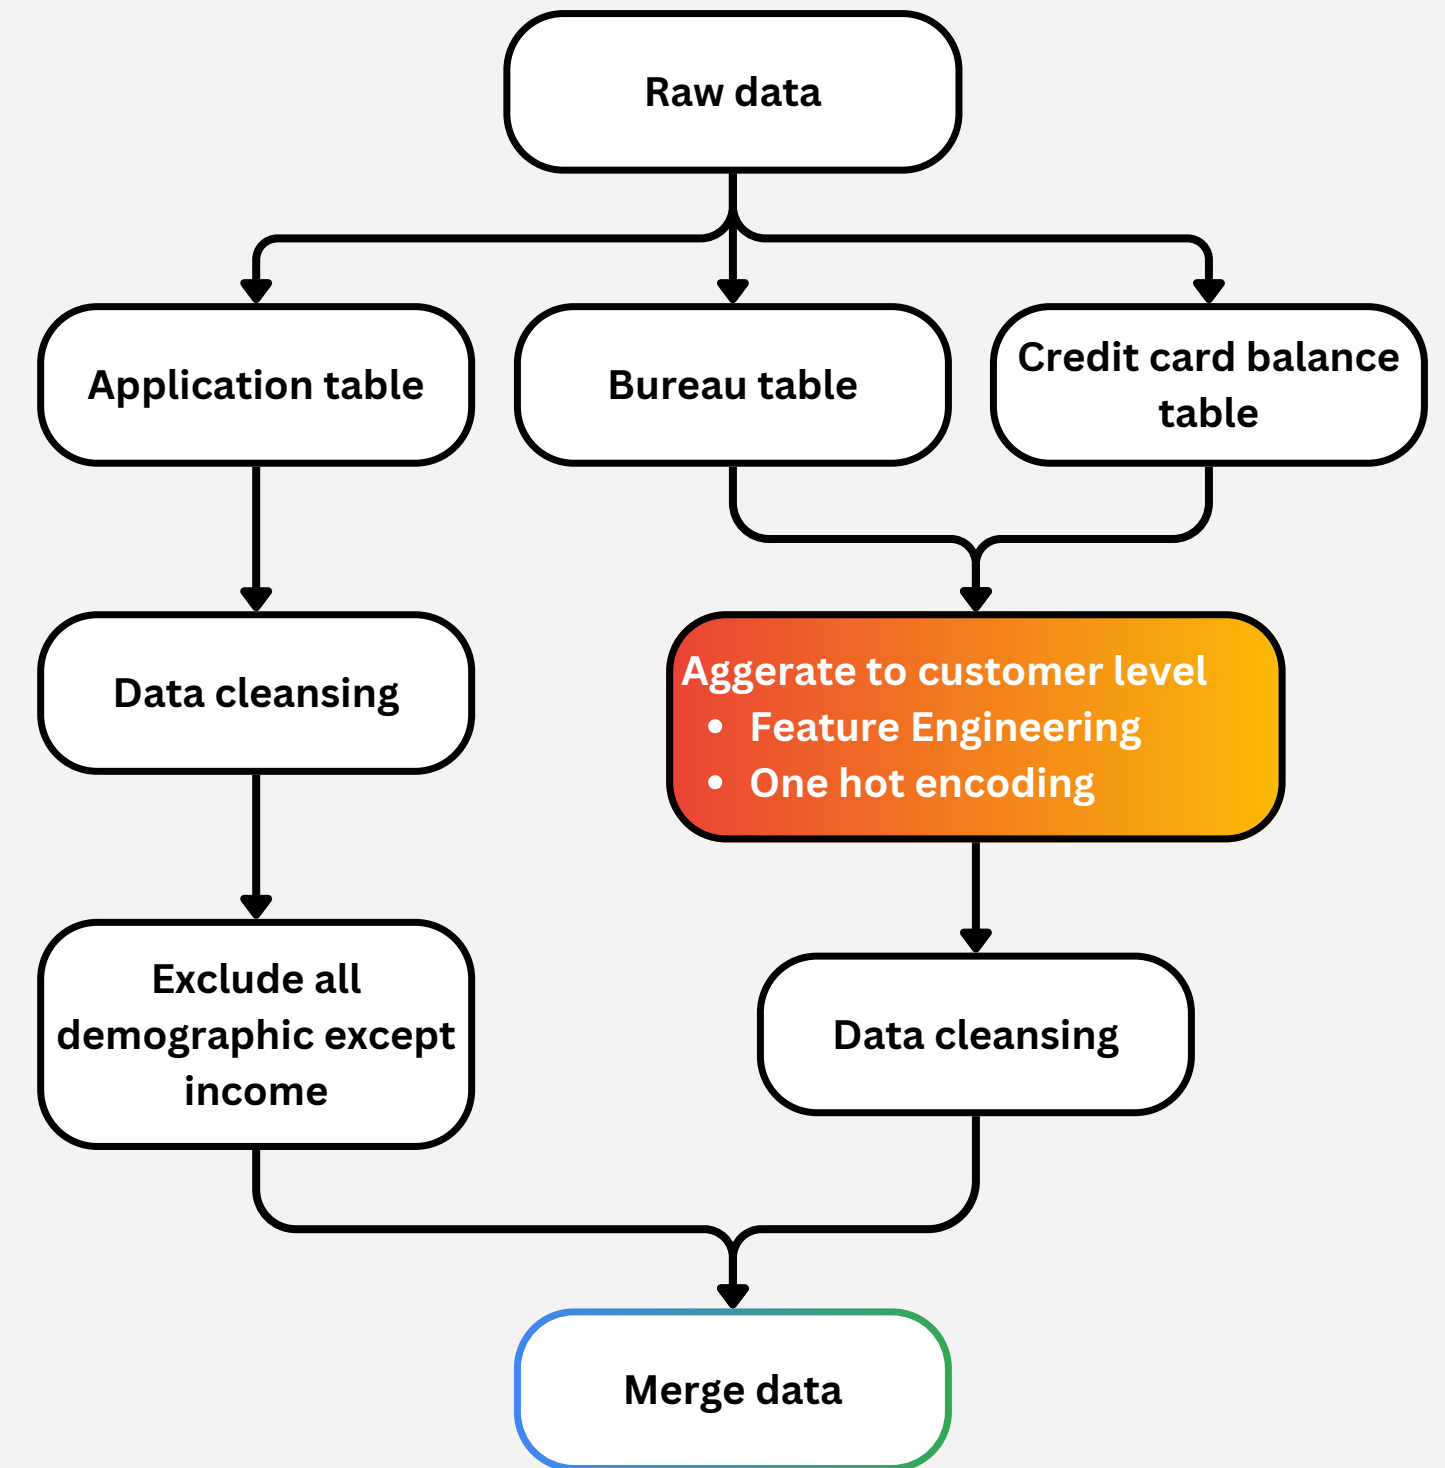 Raw data
Application table
Bureau table
Credit card balance
table
Data cleansing
Aggerate to customer level
• Feature Engineering
• One hot encoding
Exclude all
demographic except
income
Data cleansing
Merge data